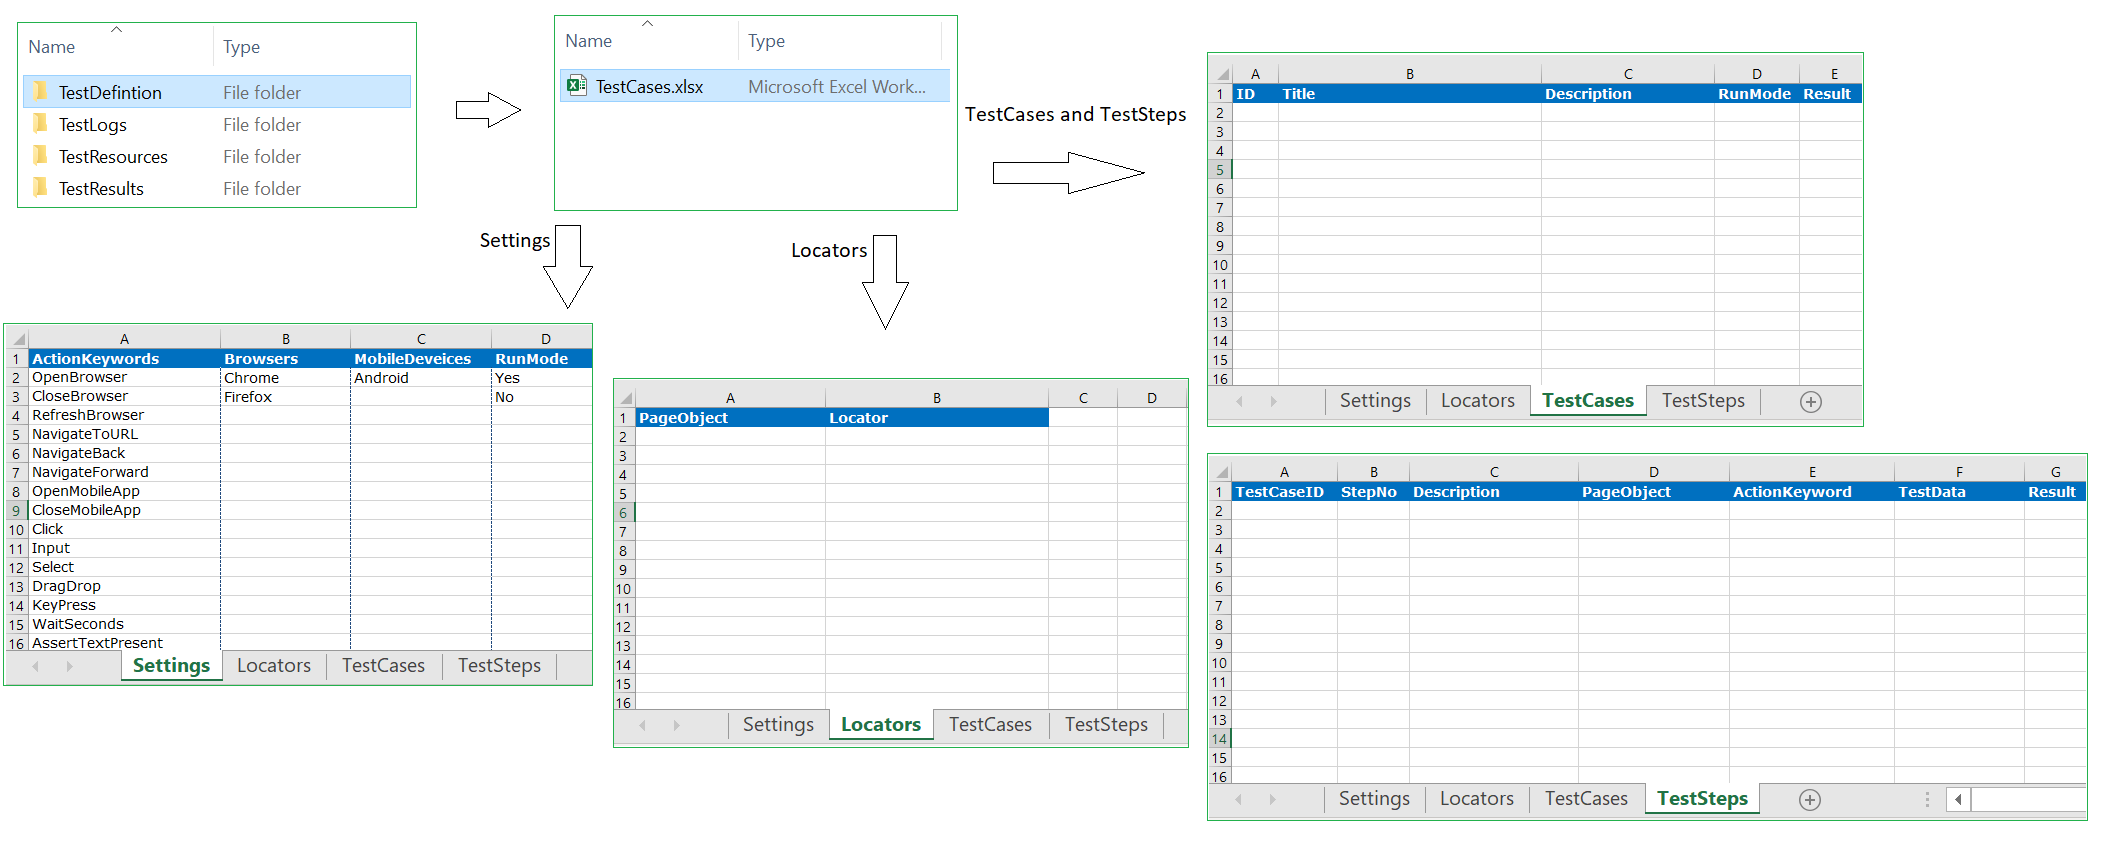 Name Type
TestDefintion File folder
TestLogs File folder
TestResources File folder
TestResults File folder
Name Type
TestCases.xlsx Microsoft Excel Work...
TestCases and TestSteps
Settings
Locators
A B C D E
1 ID Title Description RunMode Result
2
3
4
5
6
7
8
9
10
11
12
13
14
15
16
Settings Locators TestCases TestSteps
A B C D
1 ActionKeywords Browsers MobileDeveices RunMode
2 OpenBrowser Chrome Android Yes
3 CloseBrowser Firefox No
4 RefreshBrowser
5 NavigateToURL
6 NavigateBack
7 NavigateForward
8 OpenMobileApp
9 CloseMobileApp
10 Click
11 Input
12 Select
13 DragDrop
14 KeyPress
15 WaitSeconds
16 AssertTextPresent
Settings Locators TestCases TestSteps
A B C D
1 PageObject Locator
2
3
4
5
6
7
8
9
10
11
12
13
14
15
16
Settings Locators TestCases TestSteps
A B C D E F G
1 TestCaseID StepNo Description PageObject ActionKeyword TestData Result
2
3
4
5
6
7
8
9
10
11
12
13
14
15
16
Settings Locators TestCases TestSteps